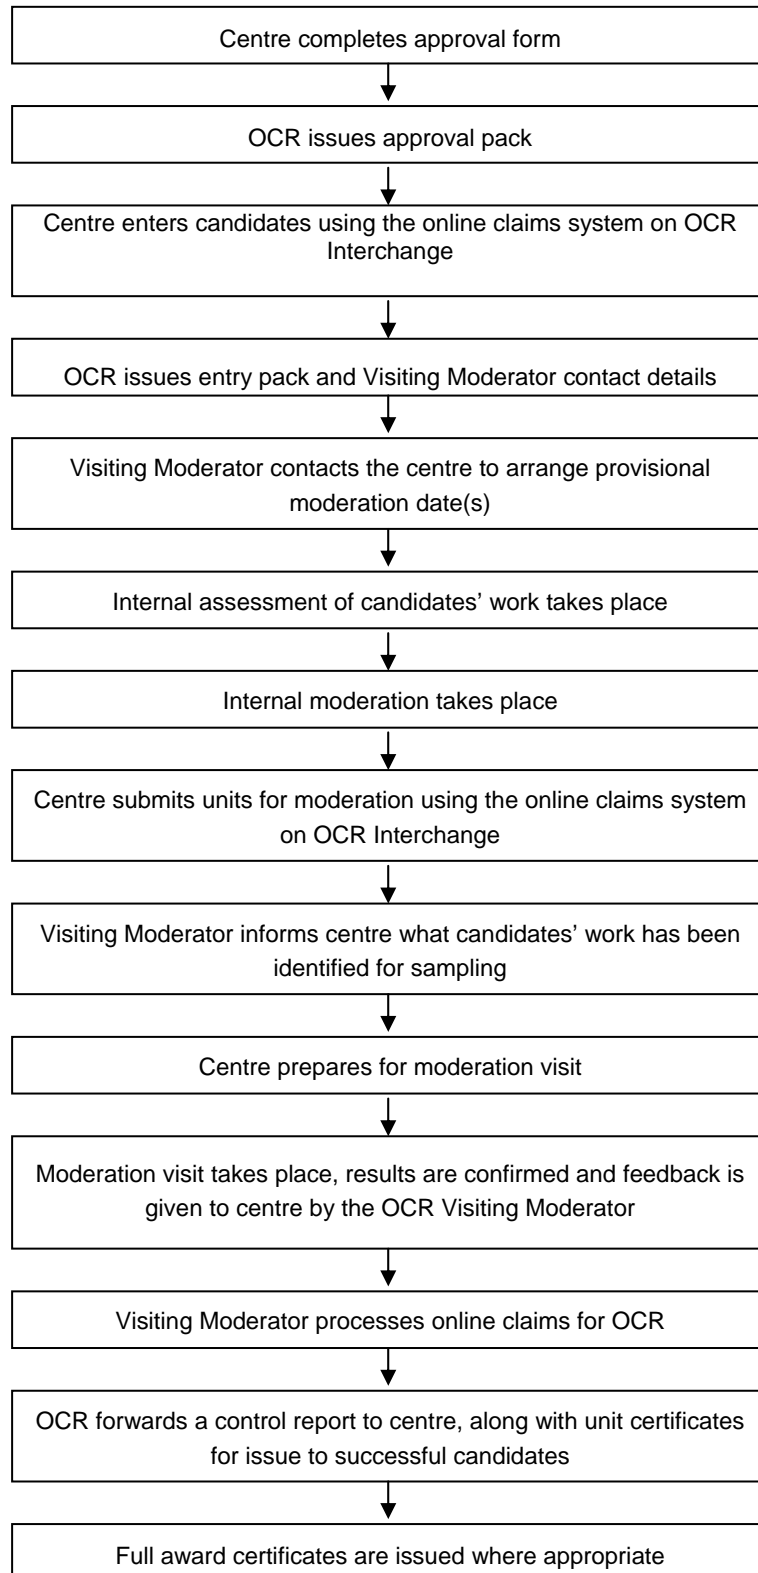 Centre completes approval form
OCR issues approval pack
Centre enters candidates using the online claims system on OCR
Interchange
OCR issues entry pack and Visiting Moderator contact details
Visiting Moderator contacts the centre to arrange provisional
moderation date(s)
Internal assessment of candidates’ work takes place
Internal moderation takes place
Centre submits units for moderation using the online claims system
on OCR Interchange
Visiting Moderator informs centre what candidates’ work has been
identified for sampling
Centre prepares for moderation visit
Moderation visit takes place, results are confirmed and feedback is
given to centre by the OCR Visiting Moderator
Visiting Moderator processes online claims for OCR
OCR forwards a control report to centre, along with unit certificates
for issue to successful candidates
Full award certificates are issued where appropriate